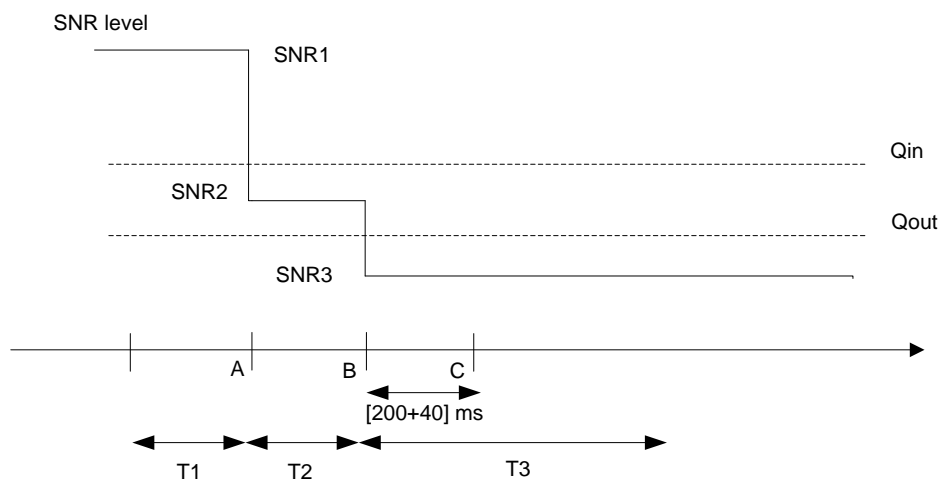 SNR level
SNR1
Qin
SNR2
Qout
SNR3
A
B
C
[200+40] ms
T1
T2
T3